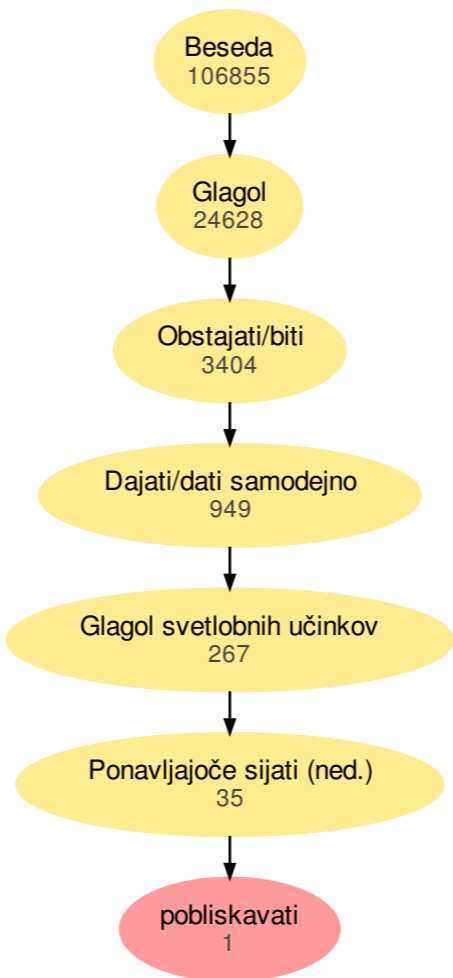 Beseda
106855
Glagol
24628
Obstajati/biti
3404
Dajati/dati samodejno
949
Glagol svetlobnih učinkov
267
Ponavljajoče sijati (ned.)
35
pobliskavati
1